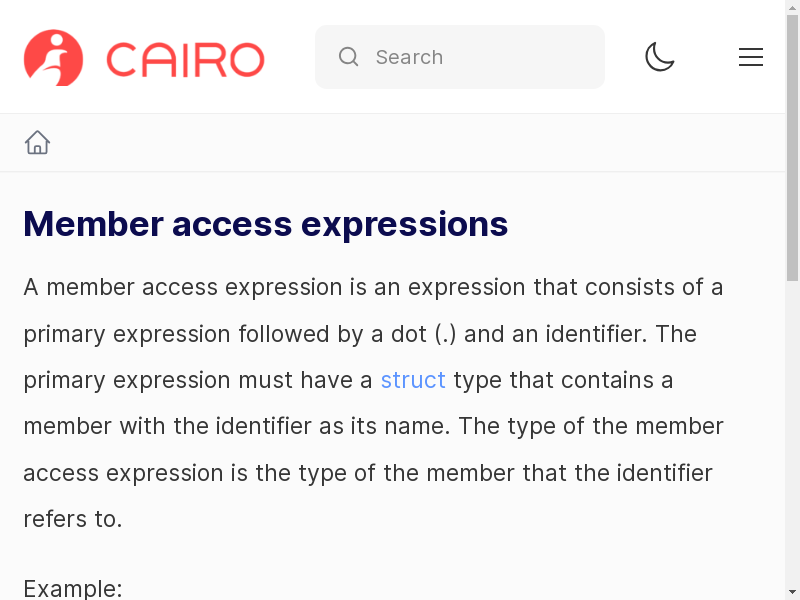 CAIRO
Search
Member access expressions
A member access expression is an expression that consists of a
primary expression followed by a dot (.) and an identifier. The
primary expression must have a struct type that contains a
member with the identifier as its name. The type of the member
access expression is the type of the member that the identifier
refers to.
Example: